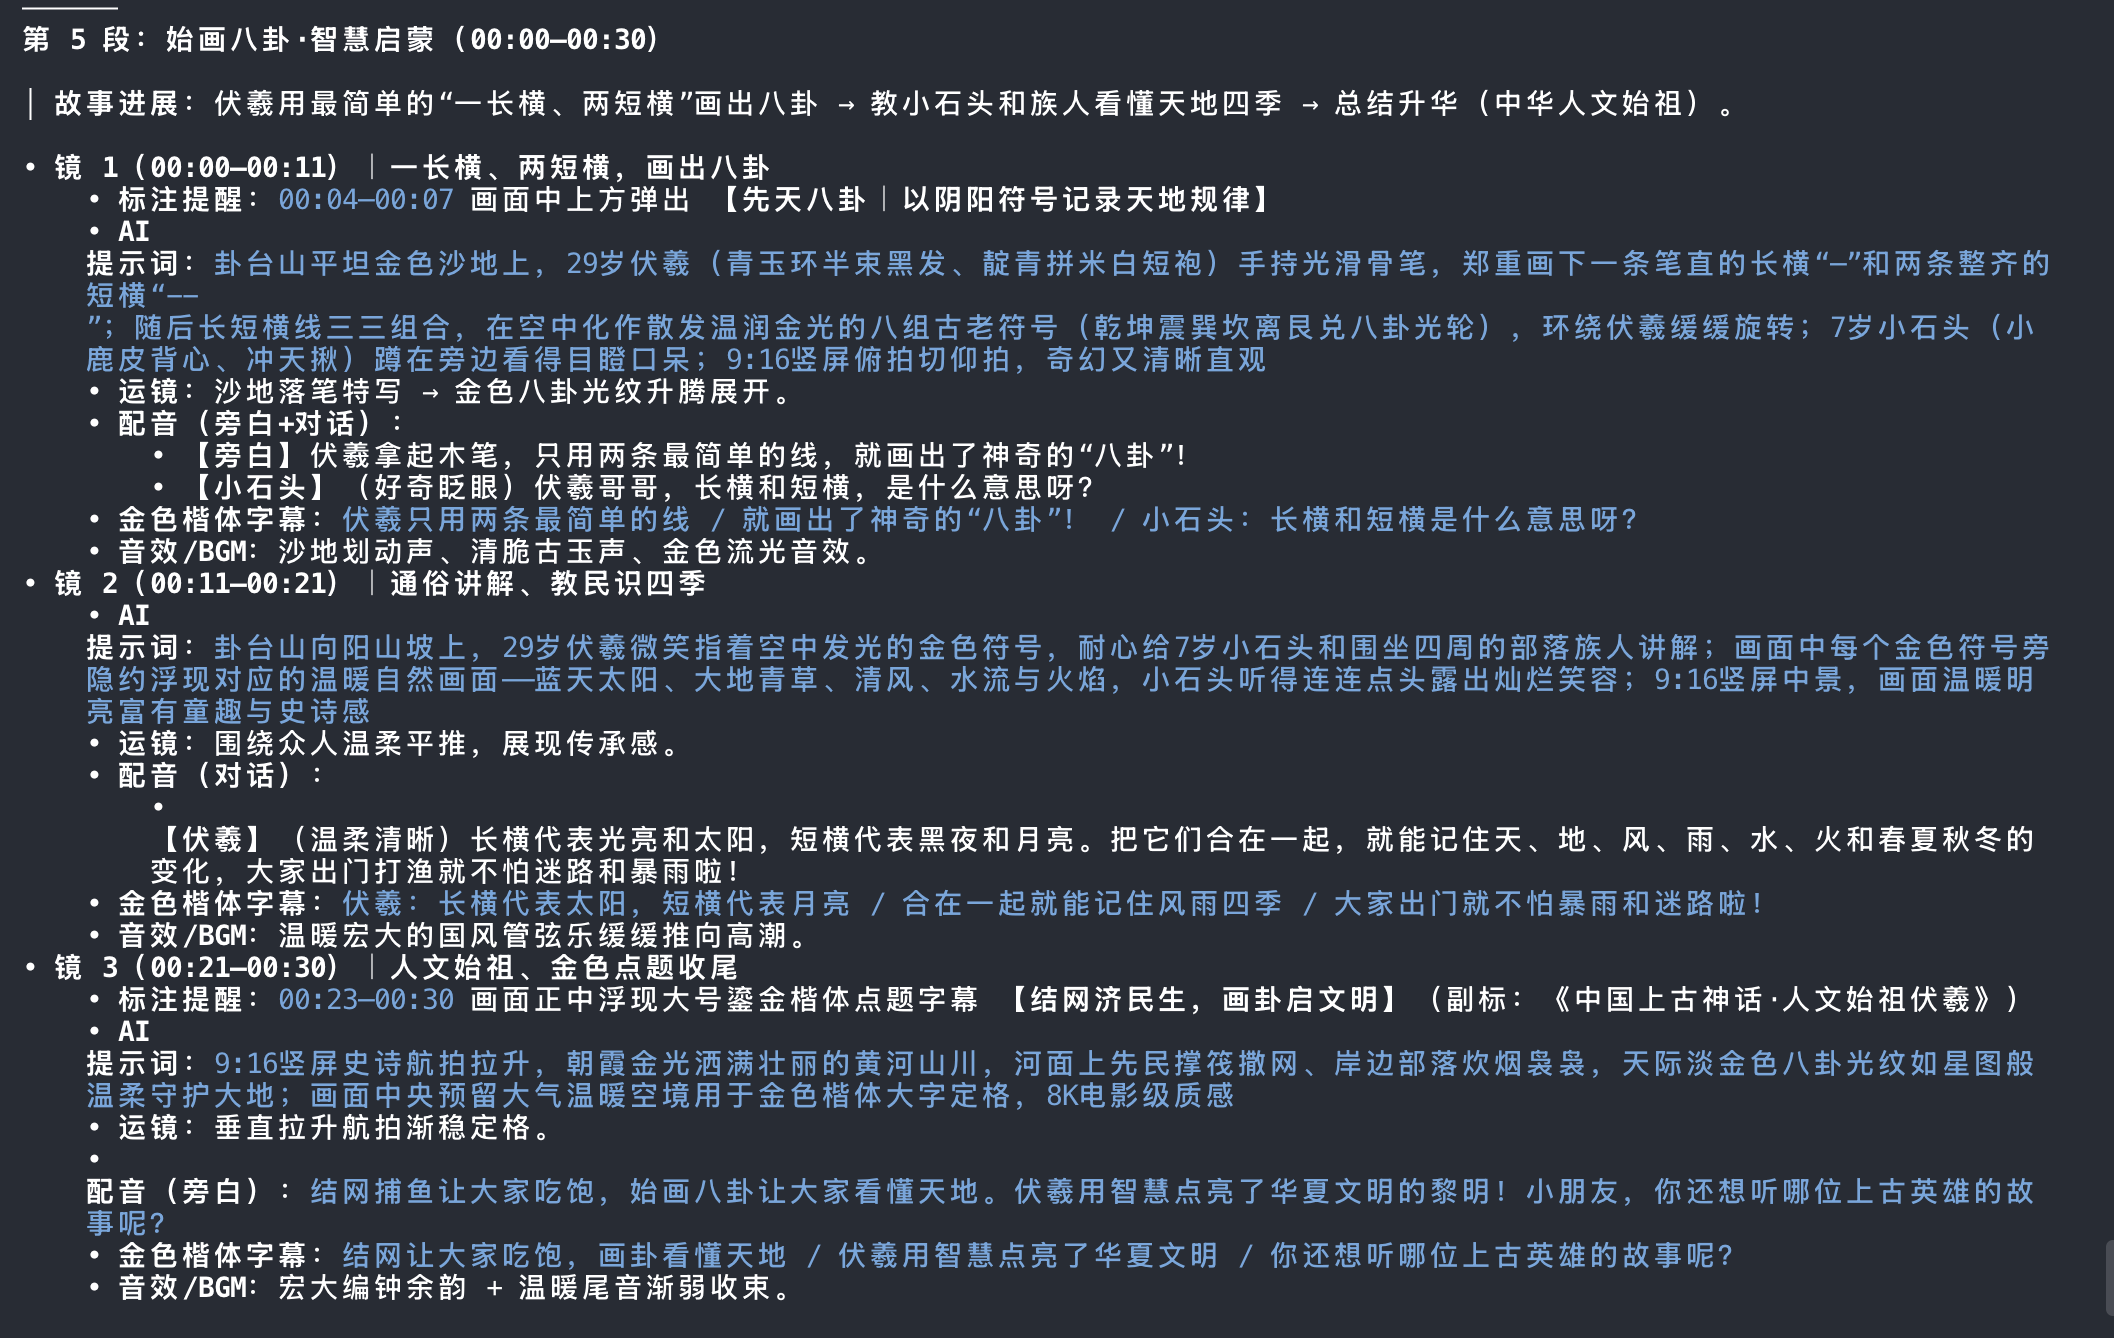 第 5 段：始画八卦·智慧启蒙（00:00—00:30）
│ 故事进展：伏羲用最简单的“一长横、两短横”画出八卦 → 教小石头和族人看懂天地四季 → 总结升华（中华人文始祖）。
• 镜 1（00:00—00:11）｜一长横、两短横，画出八卦
• 标注提醒：00:04—00:07 画面中上方弹出 【先天八卦｜以阴阳符号记录天地规律】
• AI
提示词：卦台山平坦金色沙地上，29岁伏羲（青玉环半束黑发、靛青拼米白短袍）手持光滑骨笔，郑重画下一条笔直的长横“—”和两条整齐的
短横“——
”；随后长短横线三三组合，在空中化作散发温润金光的八组古老符号（乾坤震巽坎离艮兑八卦光轮），环绕伏羲缓缓旋转；7岁小石头（小
鹿皮背心、冲天揪）蹲在旁边看得目瞪口呆；9:16竖屏俯拍切仰拍，奇幻又清晰直观
• 运镜：沙地落笔特写 → 金色八卦光纹升腾展开。
• 配音（旁白+对话）：
• 【旁白】伏羲拿起木笔，只用两条最简单的线，就画出了神奇的“八卦”！
• 【小石头】（好奇眨眼）伏羲哥哥，长横和短横，是什么意思呀？
• 金色楷体字幕：伏羲只用两条最简单的线 / 就画出了神奇的“八卦”！ / 小石头：长横和短横是什么意思呀？
• 音效/BGM：沙地划动声、清脆古玉声、金色流光音效。
• 镜 2（00:11—00:21）｜通俗讲解、教民识四季
• AI
提示词：卦台山向阳山坡上，29岁伏羲微笑指着空中发光的金色符号，耐心给7岁小石头和围坐四周的部落族人讲解；画面中每个金色符号旁
隐约浮现对应的温暖自然画面——蓝天太阳、大地青草、清风、水流与火焰，小石头听得连连点头露出灿烂笑容；9:16竖屏中景，画面温暖明
亮富有童趣与史诗感
• 运镜：围绕众人温柔平推，展现传承感。
• 配音（对话）：
•
【伏羲】（温柔清晰）长横代表光亮和太阳，短横代表黑夜和月亮。把它们合在一起，就能记住天、地、风、雨、水、火和春夏秋冬的
变化，大家出门打渔就不怕迷路和暴雨啦！
• 金色楷体字幕：伏羲：长横代表太阳，短横代表月亮 / 合在一起就能记住风雨四季 / 大家出门就不怕暴雨和迷路啦！
• 音效/BGM：温暖宏大的国风管弦乐缓缓推向高潮。
• 镜 3（00:21—00:30）｜人文始祖、金色点题收尾
• 标注提醒：00:23—00:30 画面正中浮现大号鎏金楷体点题字幕 【结网济民生，画卦启文明】（副标：《中国上古神话·人文始祖伏羲》）
• AI
提示词：9:16竖屏史诗航拍拉升，朝霞金光洒满壮丽的黄河山川，河面上先民撑筏撒网、岸边部落炊烟袅袅，天际淡金色八卦光纹如星图般
温柔守护大地；画面中央预留大气温暖空境用于金色楷体大字定格，8K电影级质感
• 运镜：垂直拉升航拍渐稳定格。
•
配音（旁白）：结网捕鱼让大家吃饱，始画八卦让大家看懂天地。伏羲用智慧点亮了华夏文明的黎明！小朋友，你还想听哪位上古英雄的故
事呢？
• 金色楷体字幕：结网让大家吃饱，画卦看懂天地 / 伏羲用智慧点亮了华夏文明 / 你还想听哪位上古英雄的故事呢？
• 音效/BGM：宏大编钟余韵 + 温暖尾音渐弱收束。